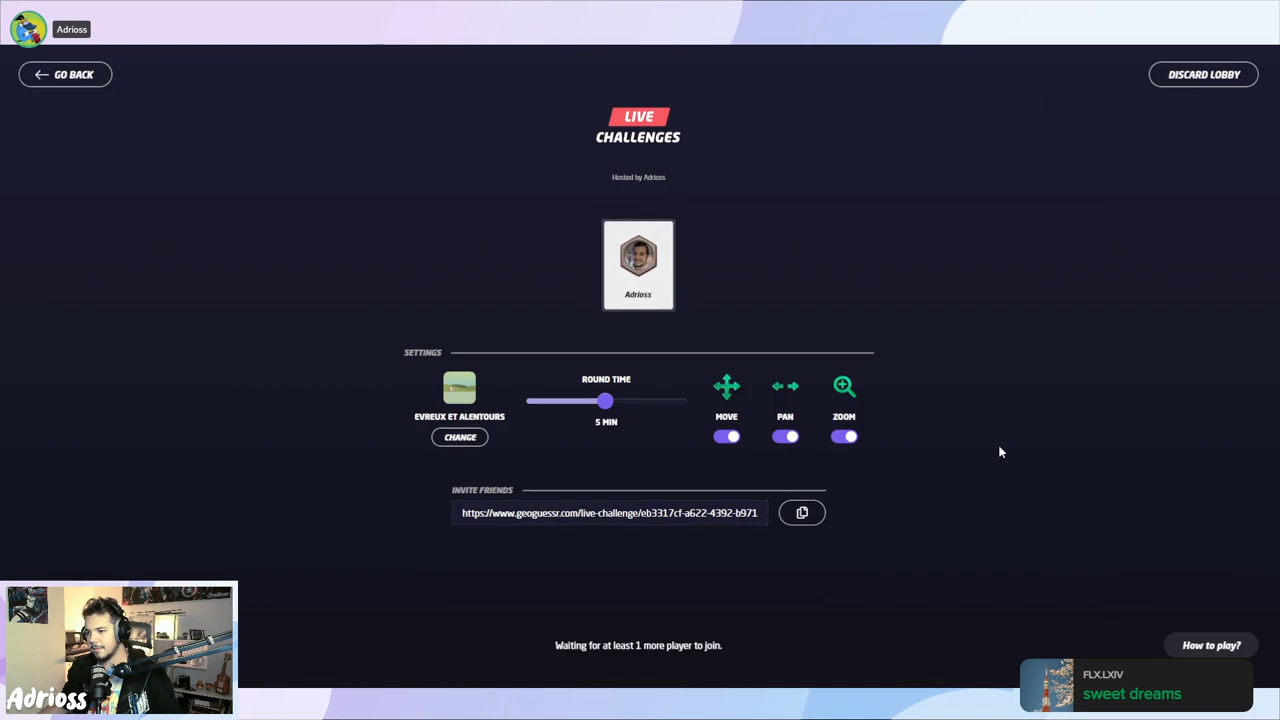 Adrioss
GO BACK
DISCARD LOBBY
LIVE
CHALLENGES
Hosted by Adrioss
Adrioss
SETTINGS
ROUND TIME
EVREUX ET ALENTOURS
5 MIN
MOVE
PAN
ZOOM
CHANGE
INVITE FRIENDS
https://www.geoguessr.com/live-challenge/eb3317cf-a622-4392-b971
Waiting for at least 1 more player to join.
How to play?
FLX.LXIV
sweet dreams
Adrioss